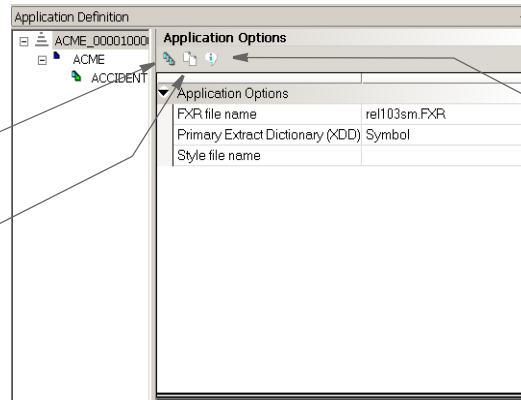 Application Definition
ACME_00001000
ACME
ACCIDENT
Application Options
Application Options
FXR file name rel103sm.FXR
Primary Extract Dictionary (XDD) Symbol
Style file name